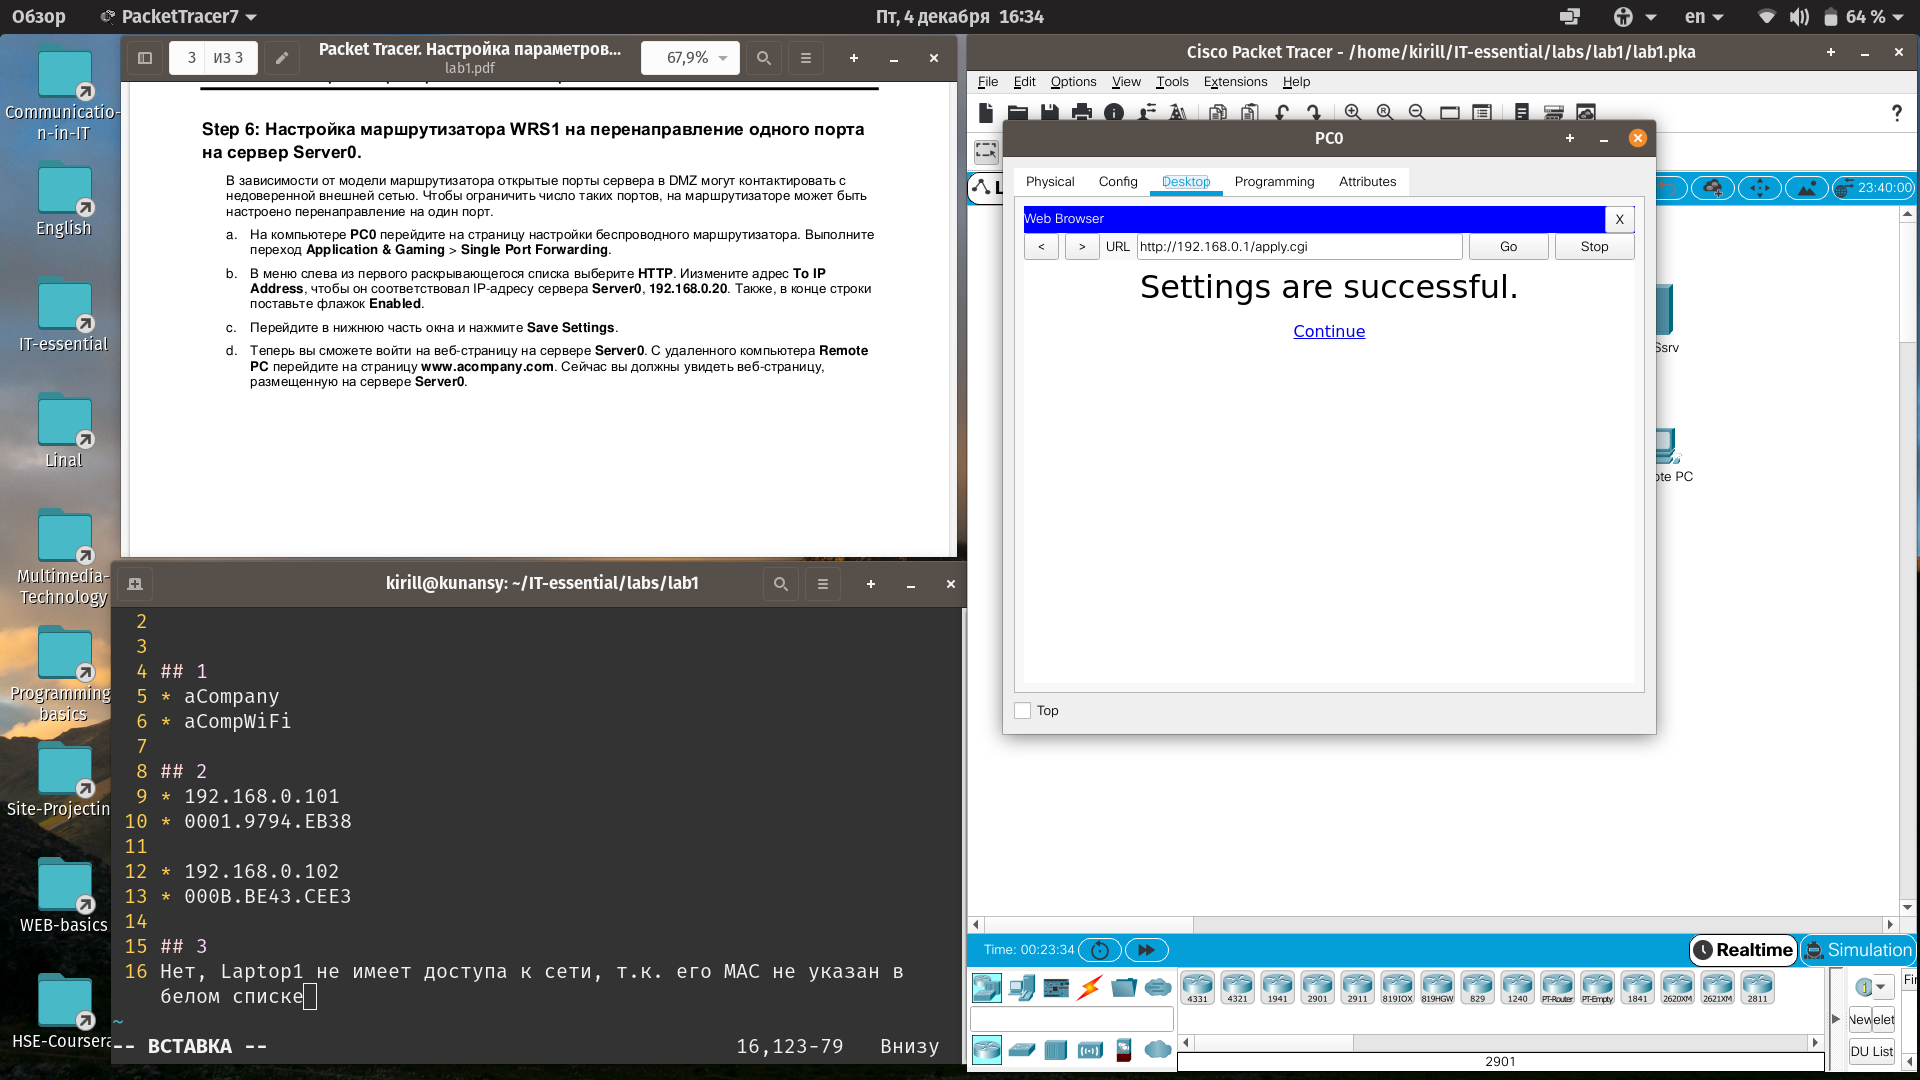 Обзор
PacketTracer7
Пт, 4 декабря 16:34
en
64 %
Communicatio-
n-in-IT
English
IT-essential
Linal
Multimedia-
Technology
Programming
basics
Site-Projectin
WEB-basics
HSE-Coursera
3 из 3
Packet Tracer. Настройка параметров...
lab1.pdf
67,9%
Step 6: Настройка маршрутизатора WRS1 на перенаправление одного порта
на сервер Server0.
В зависимости от модели маршрутизатора открытые порты сервера в DMZ могут контактировать с
недоверенной внешней сетью. Чтобы ограничить число таких портов, на маршрутизаторе может быть
настроено перенаправление на один порт.
a. На компьютере PC0 перейдите на страницу настройки беспроводного маршрутизатора. Выполните
переход Application & Gaming > Single Port Forwarding.
b. В меню слева из первого раскрывающегося списка выберите HTTP. Иизмените адрес To IP
Address, чтобы он соответствовал IP-адресу сервера Server0, 192.168.0.20. Также, в конце строки
поставьте флажок Enabled.
c. Перейдите в нижнюю часть окна и нажмите Save Settings.
d. Теперь вы сможете войти на веб-страницу на сервере Server0. С удаленного компьютера Remote
PC перейдите на страницу www.acompany.com. Сейчас вы должны увидеть веб-страницу,
размещенную на сервере Server0.
kirill@kunansy: ~/IT-essential/labs/lab1
2
3
4 ## 1
5 * aCompany
6 * aCompWiFi
7
8 ## 2
9 * 192.168.0.101
10 * 0001.9794.EB38
11
12 * 192.168.0.102
13 * 000B.BE43.CEE3
14
15 ## 3
16 Нет, Laptop1 не имеет доступа к сети, т.к. его MAC не указан в
белом списке
~
-- ВСТАВКА -- 16,123-79 Внизу
Cisco Packet Tracer - /home/kirill/IT-essential/labs/lab1/lab1.pka
File Edit Options View Tools Extensions Help
?
L
23:40:00
PC0
Physical Config Desktop Programming Attributes
Web Browser X
< > URL http://192.168.0.1/apply.cgi Go Stop
Settings are successful.
Continue
Top
Ssrv
ote PC
Time: 00:23:34
Realtime Simulation
4331 4321 1941 2901 2911 819IOX 819HGW 829 1240 PT-Router PT-Empty 1841 2620XM 2621XM 2811
Fir
New elet
DU List
2901